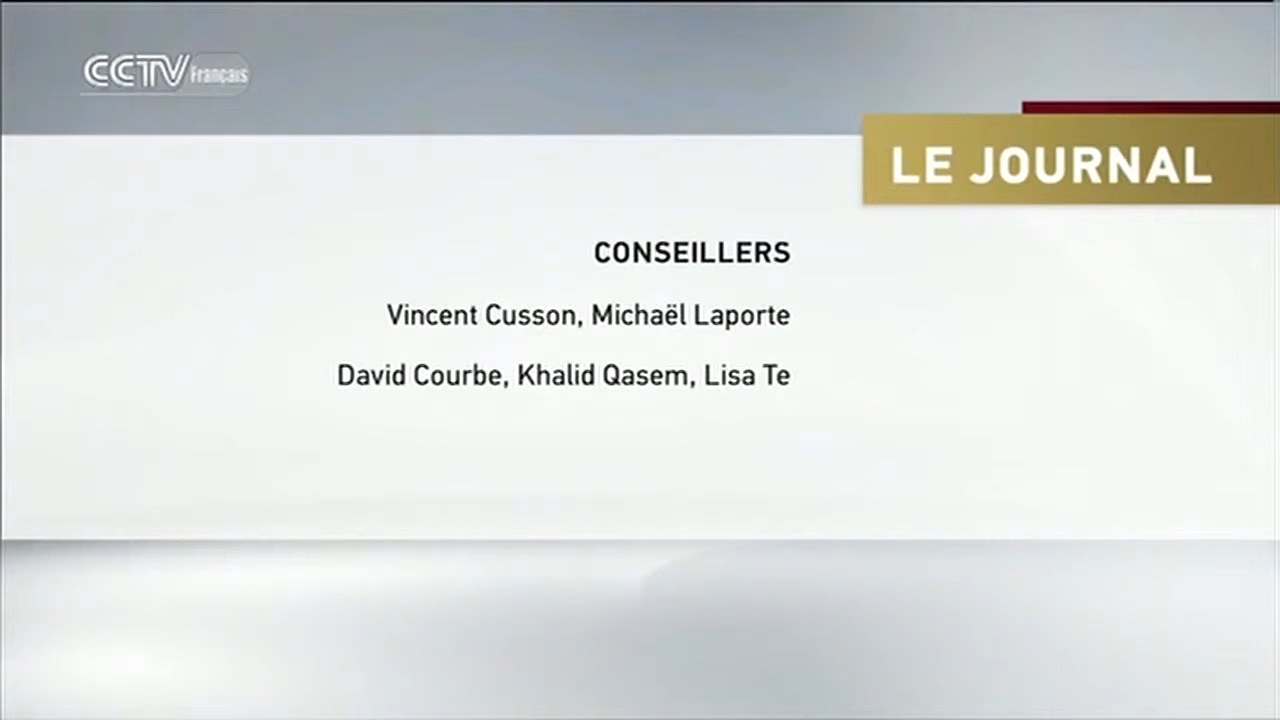 CCTV Français
LE JOURNAL
CONSEILLERS
Vincent Cusson, Michaël Laporte
David Courbe, Khalid Qasem, Lisa Te